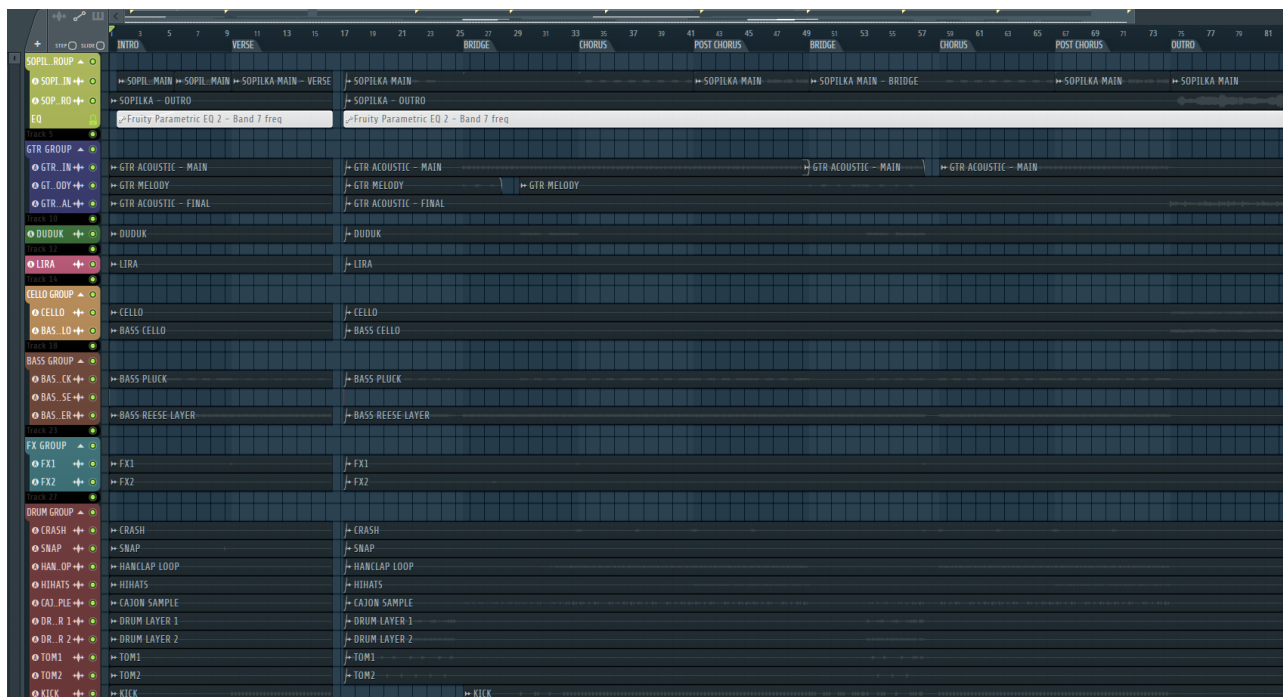 1 3 5 7 9 11 13 15 17 19 21 23 25 27 29 31 33 35 37 39 41 43 45 47 49 51 53 55 57 59 61 63 65 67 69 71 73 75 77 79 81
+ STEP SLIDE INTRO VERSE BRIDGE CHORUS POST CHORUS BRIDGE CHORUS POST CHORUS OUTRO
SOPIL..ROUP
SOPI..IN SOPIL..MAIN SOPIL..MAIN SOPILKA MAIN - VERSE SOPILKA MAIN SOPILKA MAIN SOPILKA MAIN - BRIDGE SOPILKA MAIN SOPILKA MAIN
SOP..RO SOPILKA - OUTRO SOPILKA - OUTRO
EQ Fruity Parametric EQ 2 - Band 7 freq Fruity Parametric EQ 2 - Band 7 freq
Track 5
GTR GROUP
GTR..IN GTR ACOUSTIC - MAIN GTR ACOUSTIC - MAIN GTR ACOUSTIC - MAIN GTR ACOUSTIC - MAIN
GT..ODY GTR MELODY GTR MELODY GTR MELODY
GTR..AL GTR ACOUSTIC - FINAL GTR ACOUSTIC - FINAL
Track 10
DUDUK DUDUK DUDUK
Track 12
LIRA LIRA LIRA
Track 14
CELLO GROUP
CELLO CELLO CELLO
BAS..LO BASS CELLO BASS CELLO
Track 18
BASS GROUP
BAS..CK BASS PLUCK BASS PLUCK
BAS..SE
BAS..ER BASS REESE LAYER BASS REESE LAYER
Track 23
FX GROUP
FX1 FX1 FX1
FX2 FX2 FX2
Track 27
DRUM GROUP
CRASH CRASH CRASH
SNAP SNAP SNAP
HAN..OP HANCLAP LOOP HANCLAP LOOP
HIHATS HIHATS HIHATS
CAJ..PLE CAJON SAMPLE CAJON SAMPLE
DR..R 1 DRUM LAYER 1 DRUM LAYER 1
DR..R 2 DRUM LAYER 2 DRUM LAYER 2
TOM1 TOM1 TOM1
TOM2 TOM2 TOM2
KICK KICK KICK